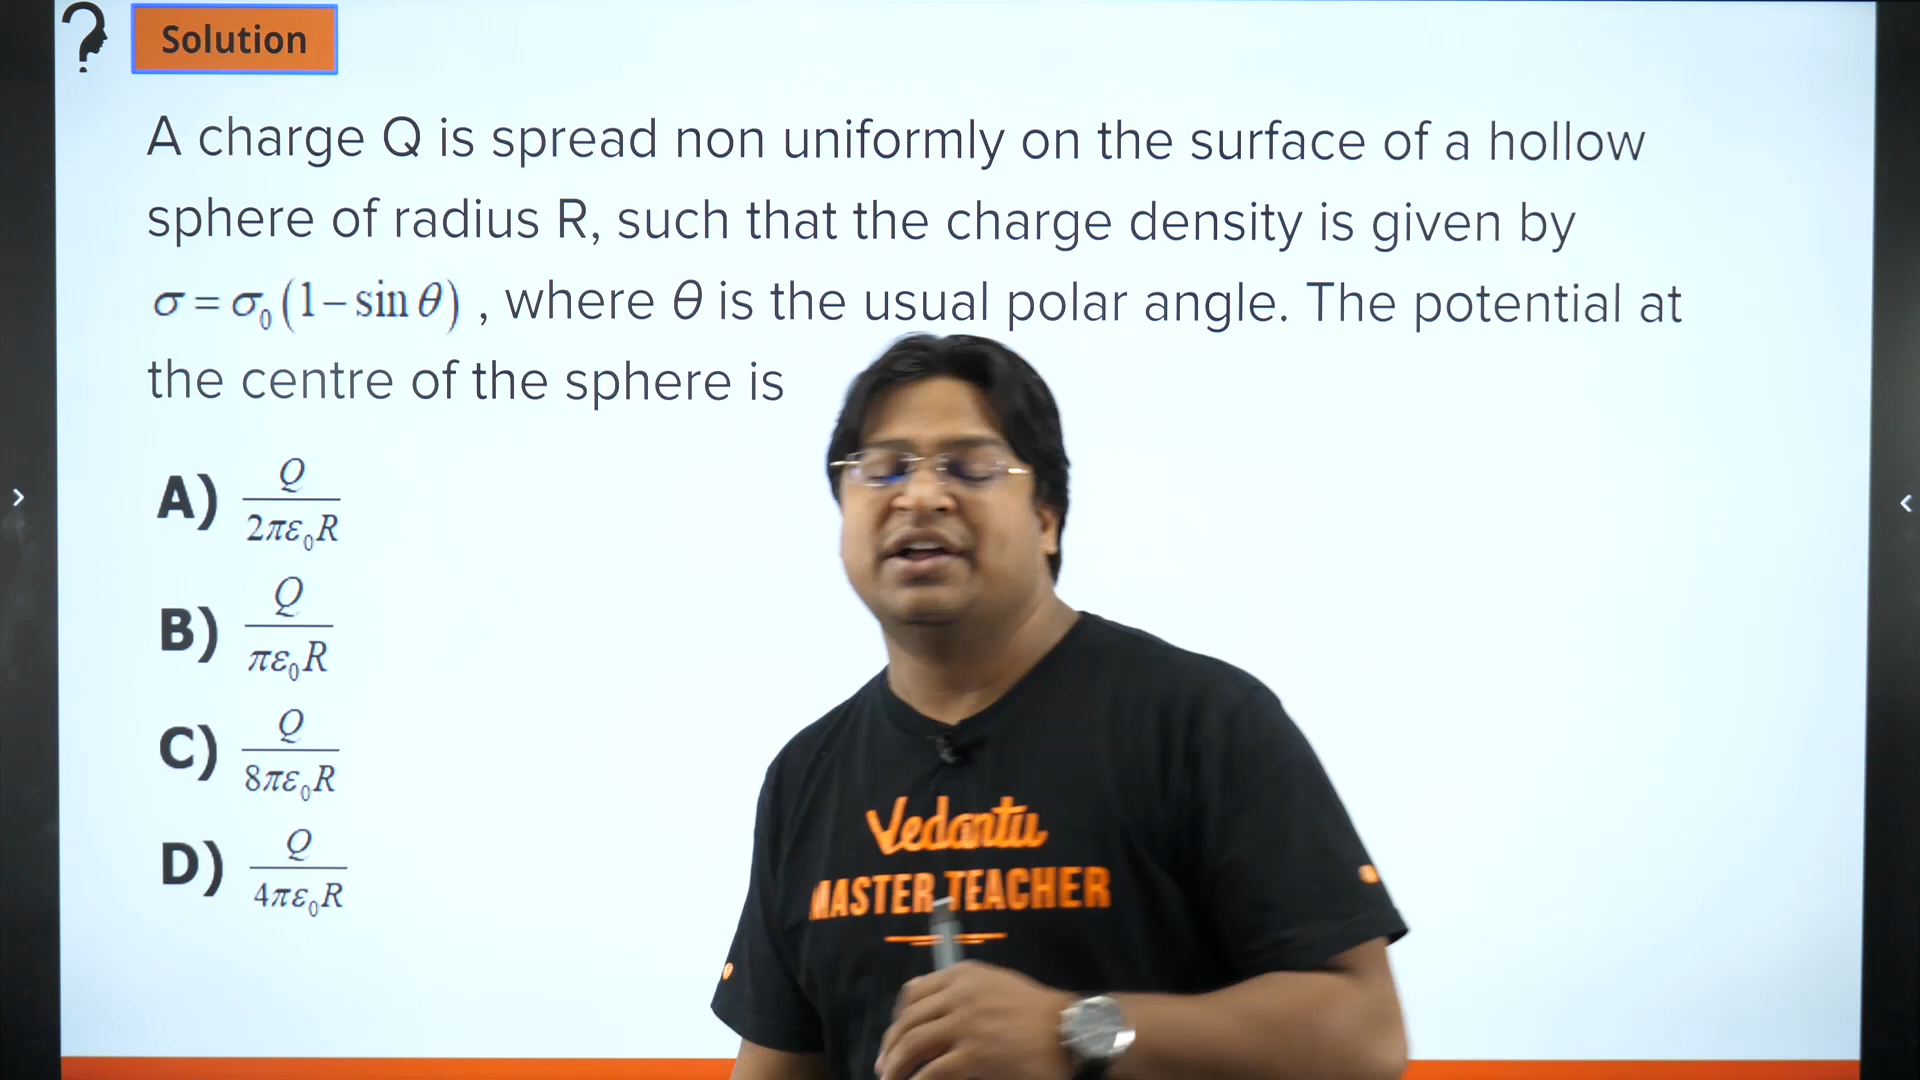 Solution
A charge Q is spread non uniformly on the surface of a hollow
sphere of radius R, such that the charge density is given by
σ = σ₀(1 – sin θ) , where θ is the usual polar angle. The potential at
the centre of the sphere is
A) Q/2πε₀R
B) Q/πε₀R
C) Q/8πε₀R
D) Q/4πε₀R
Vedantu
MASTER TEACHER